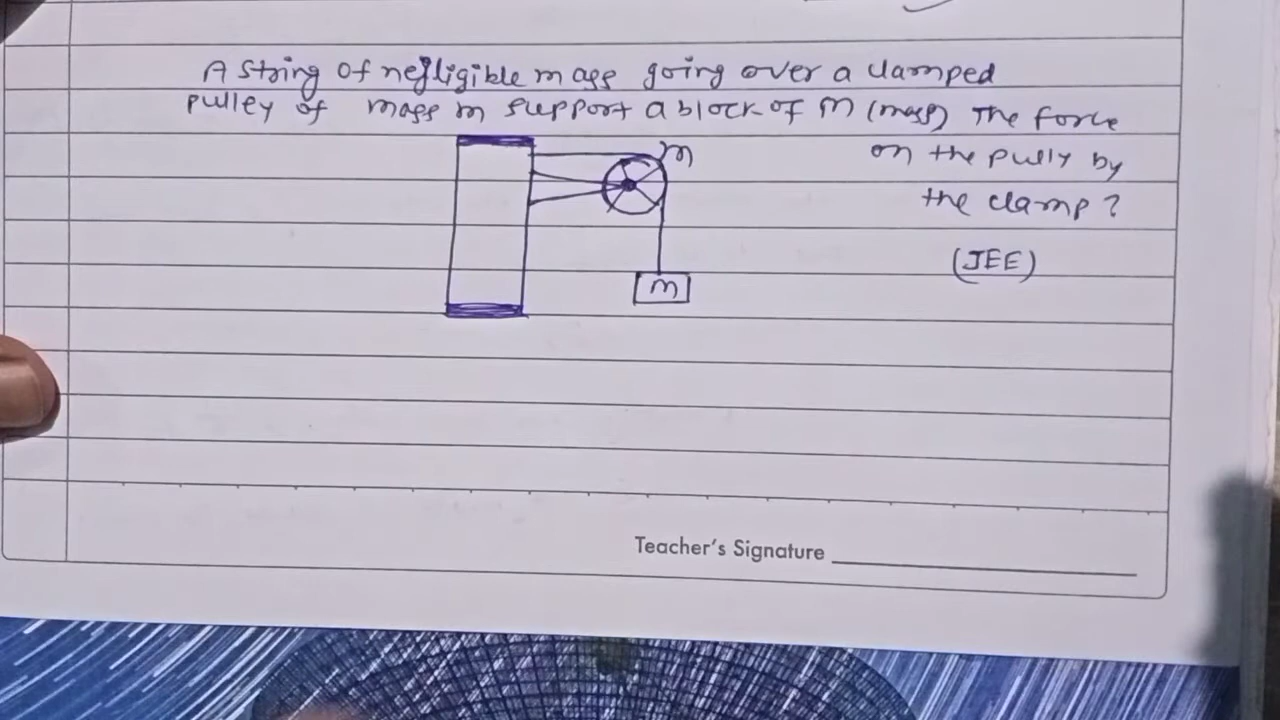 A string of negligible mass going over a clamped
pulley of mass m support a block of M (mass) The force
on the pully by
the clamp?
(JEE)
m
m
Teacher's Signature